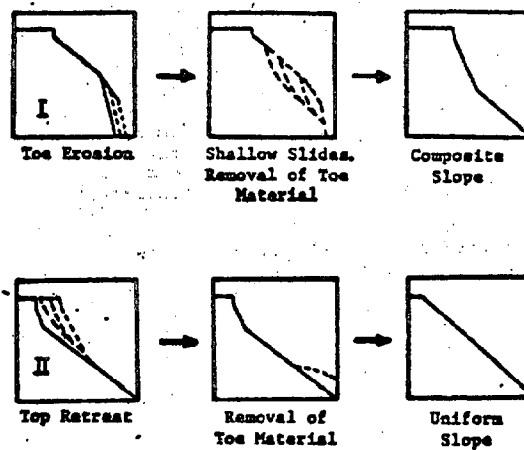 I
Toe Erosion
Shallow Slides.
Removal of Toe
Material
Composite
Slope
II
Top Retreat
Removal of
Toe Material
Uniform
Slope